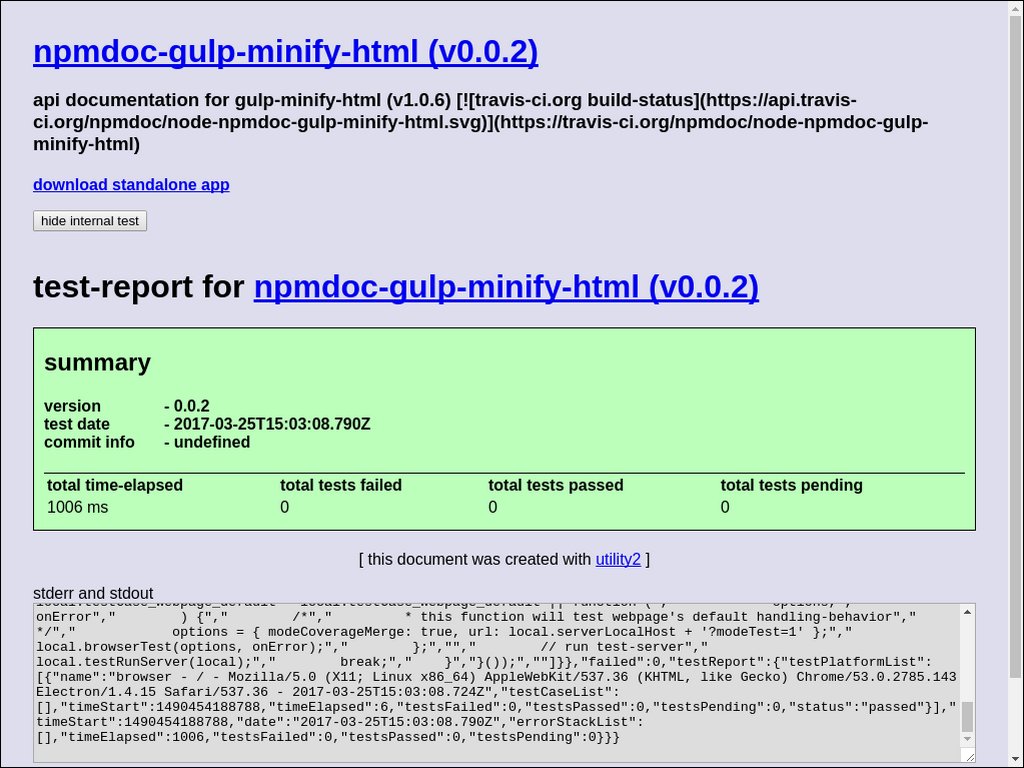 npmdoc-gulp-minify-html (v0.0.2)
api documentation for gulp-minify-html (v1.0.6) [![travis-ci.org build-status](https://api.travis-
ci.org/npmdoc/node-npmdoc-gulp-minify-html.svg)](https://travis-ci.org/npmdoc/node-npmdoc-gulp-
minify-html)
download standalone app
hide internal test
test-report for npmdoc-gulp-minify-html (v0.0.2)
summary
version - 0.0.2
test date - 2017-03-25T15:03:08.790Z
commit info - undefined
total time-elapsed total tests failed total tests passed total tests pending
1006 ms 0 0 0
[ this document was created with utility2 ]
stderr and stdout
onError","        ) {","        /*","         * this function will test webpage's default handling-behavior","
*/","            options = { modeCoverageMerge: true, url: local.serverLocalHost + '?modeTest=1' };","
local.browserTest(options, onError);","        };","","        // run test-server","
local.testRunServer(local);","        break;","    }","}());",""]}},"failed":0,"testReport":{"testPlatformList":
[{"name":"browser - / - Mozilla/5.0 (X11; Linux x86_64) AppleWebKit/537.36 (KHTML, like Gecko) Chrome/53.0.2785.143
Electron/1.4.15 Safari/537.36 - 2017-03-25T15:03:08.724Z","testCaseList":
[],"timeStart":1490454188788,"timeElapsed":6,"testsFailed":0,"testsPassed":0,"testsPending":0,"status":"passed"}],"
timeStart":1490454188788,"date":"2017-03-25T15:03:08.790Z","errorStackList":
[],"timeElapsed":1006,"testsFailed":0,"testsPassed":0,"testsPending":0}}}